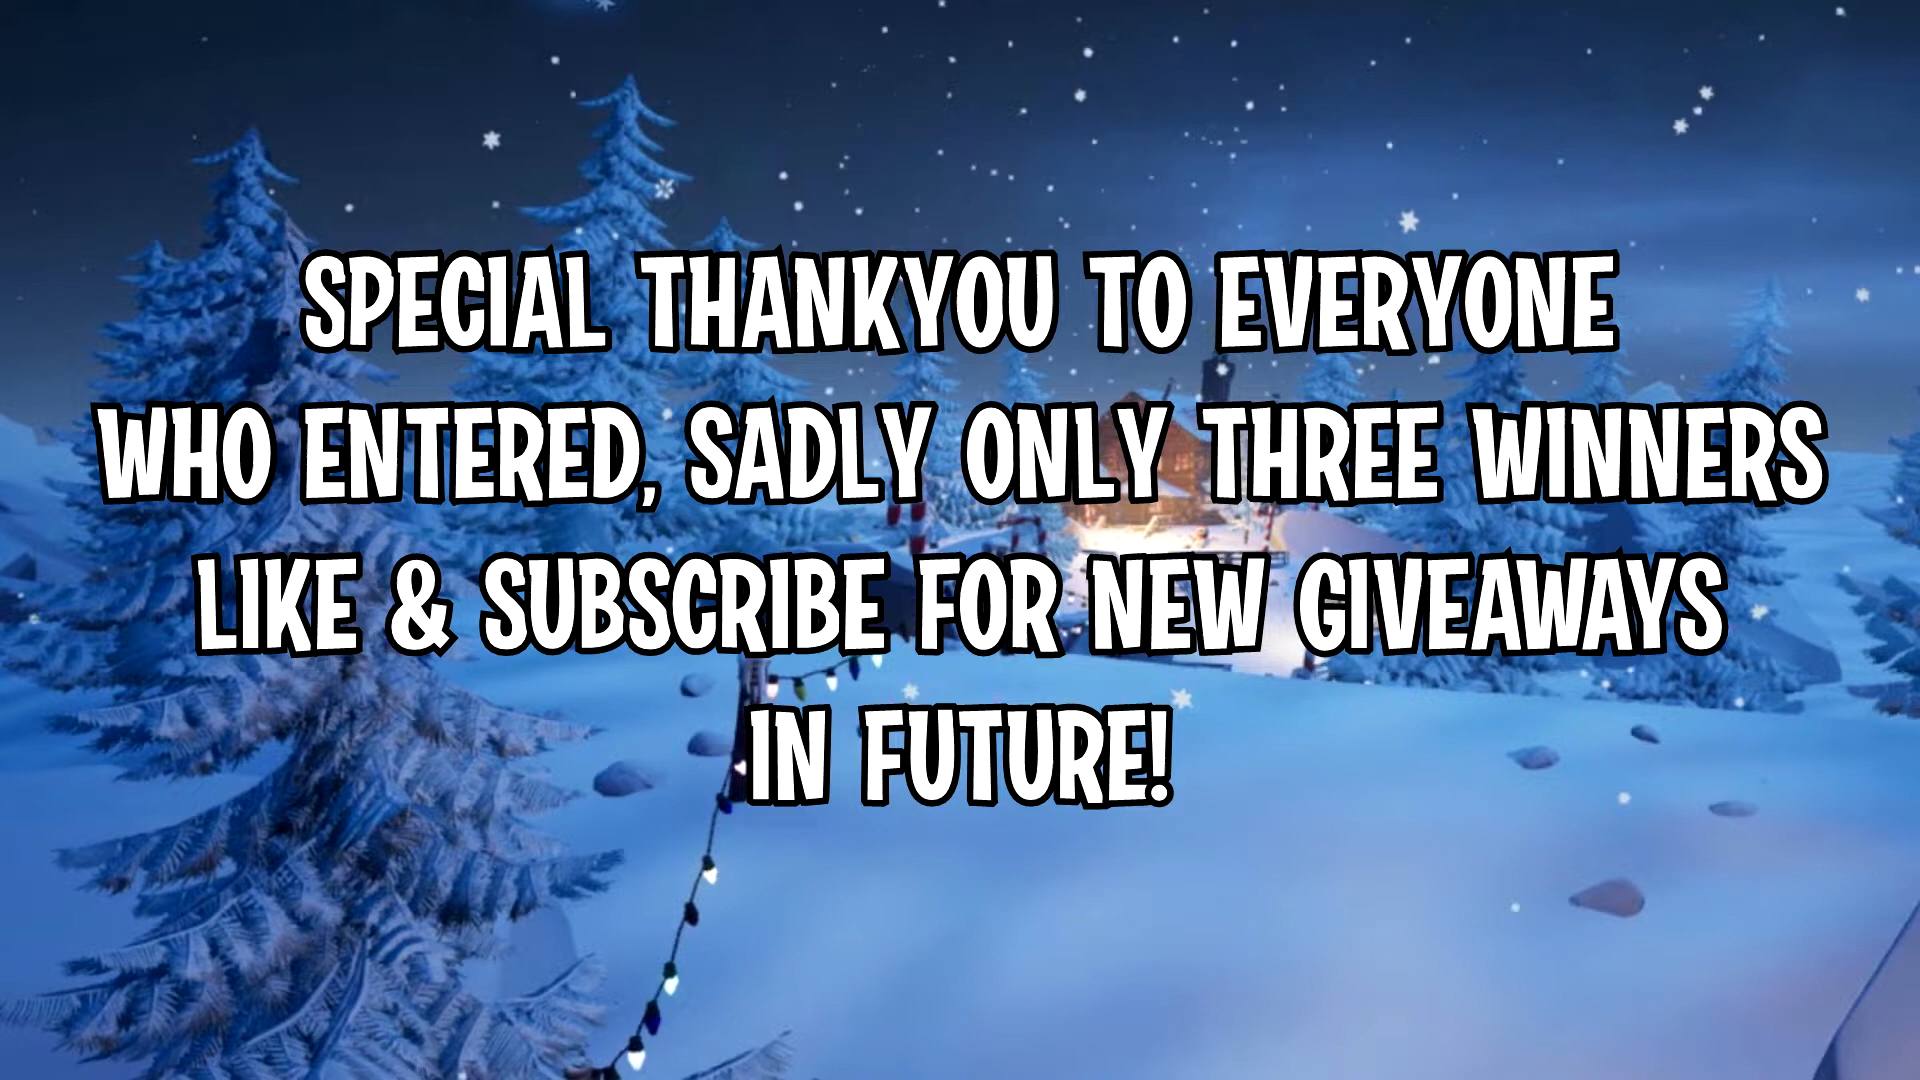 SPECIAL THANKYOU TO EVERYONE
WHO ENTERED, SADLY ONLY THREE WINNERS
LIKE & SUBSCRIBE FOR NEW GIVEAWAYS
IN FUTURE!